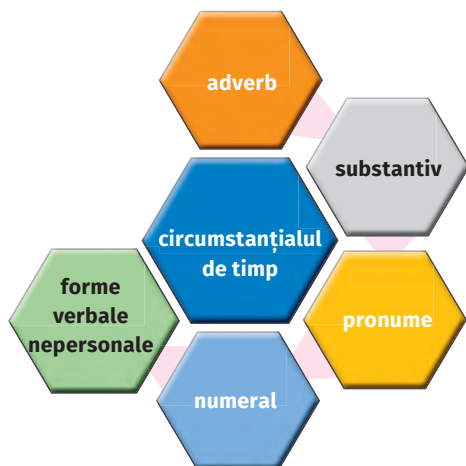 adverb
substantiv
circumstanțialul
de timp
pronume
forme
verbale
nepersonale
numeral